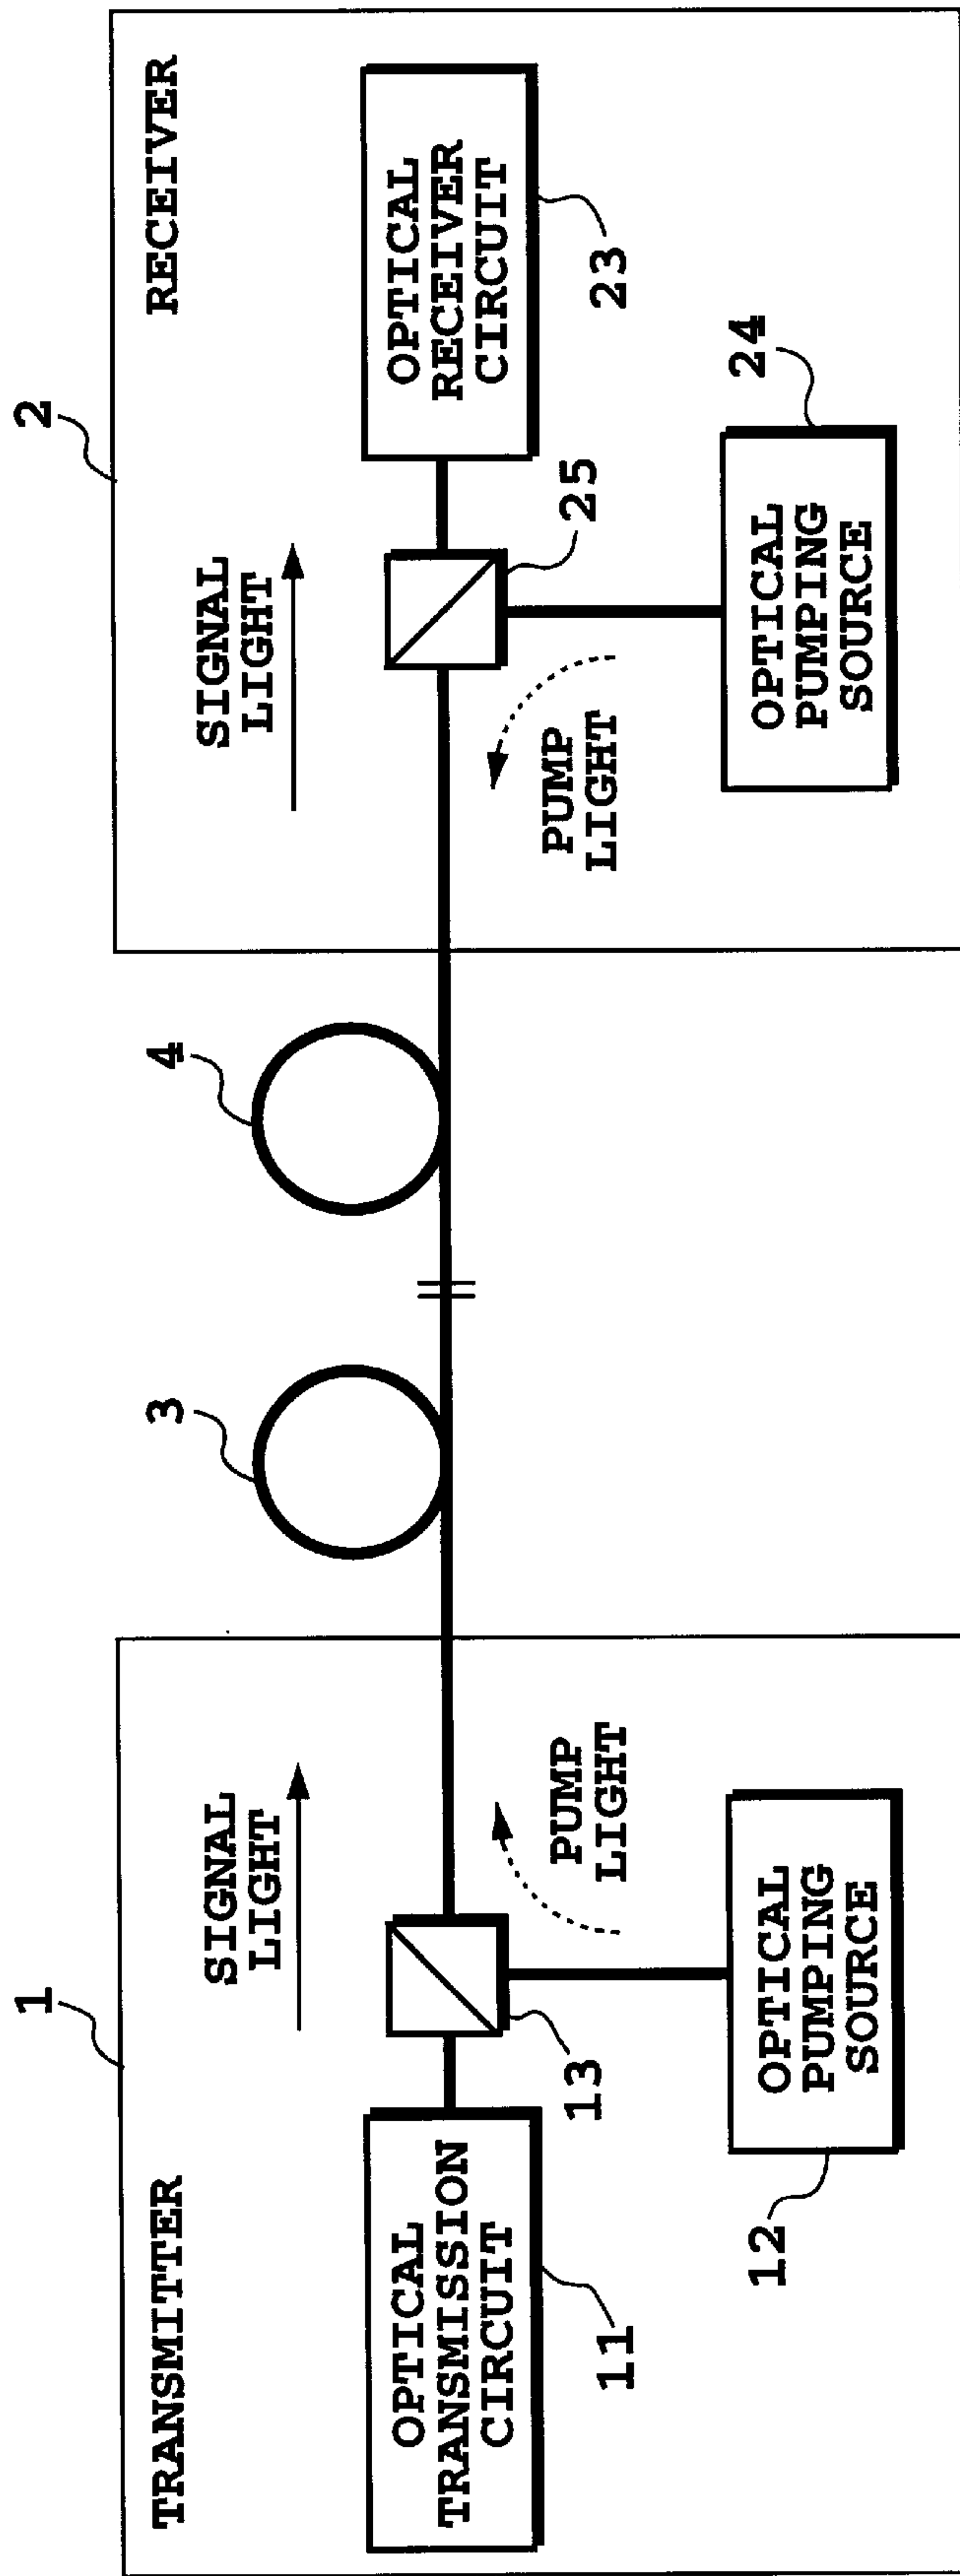 1
TRANSMITTER
SIGNAL
LIGHT
OPTICAL
TRANSMISSION
CIRCUIT
11
13
PUMP
LIGHT
OPTICAL
PUMPING
SOURCE
12
3
4
2
RECEIVER
SIGNAL
LIGHT
OPTICAL
RECEIVER
CIRCUIT
23
25
PUMP
LIGHT
OPTICAL
PUMPING
SOURCE
24